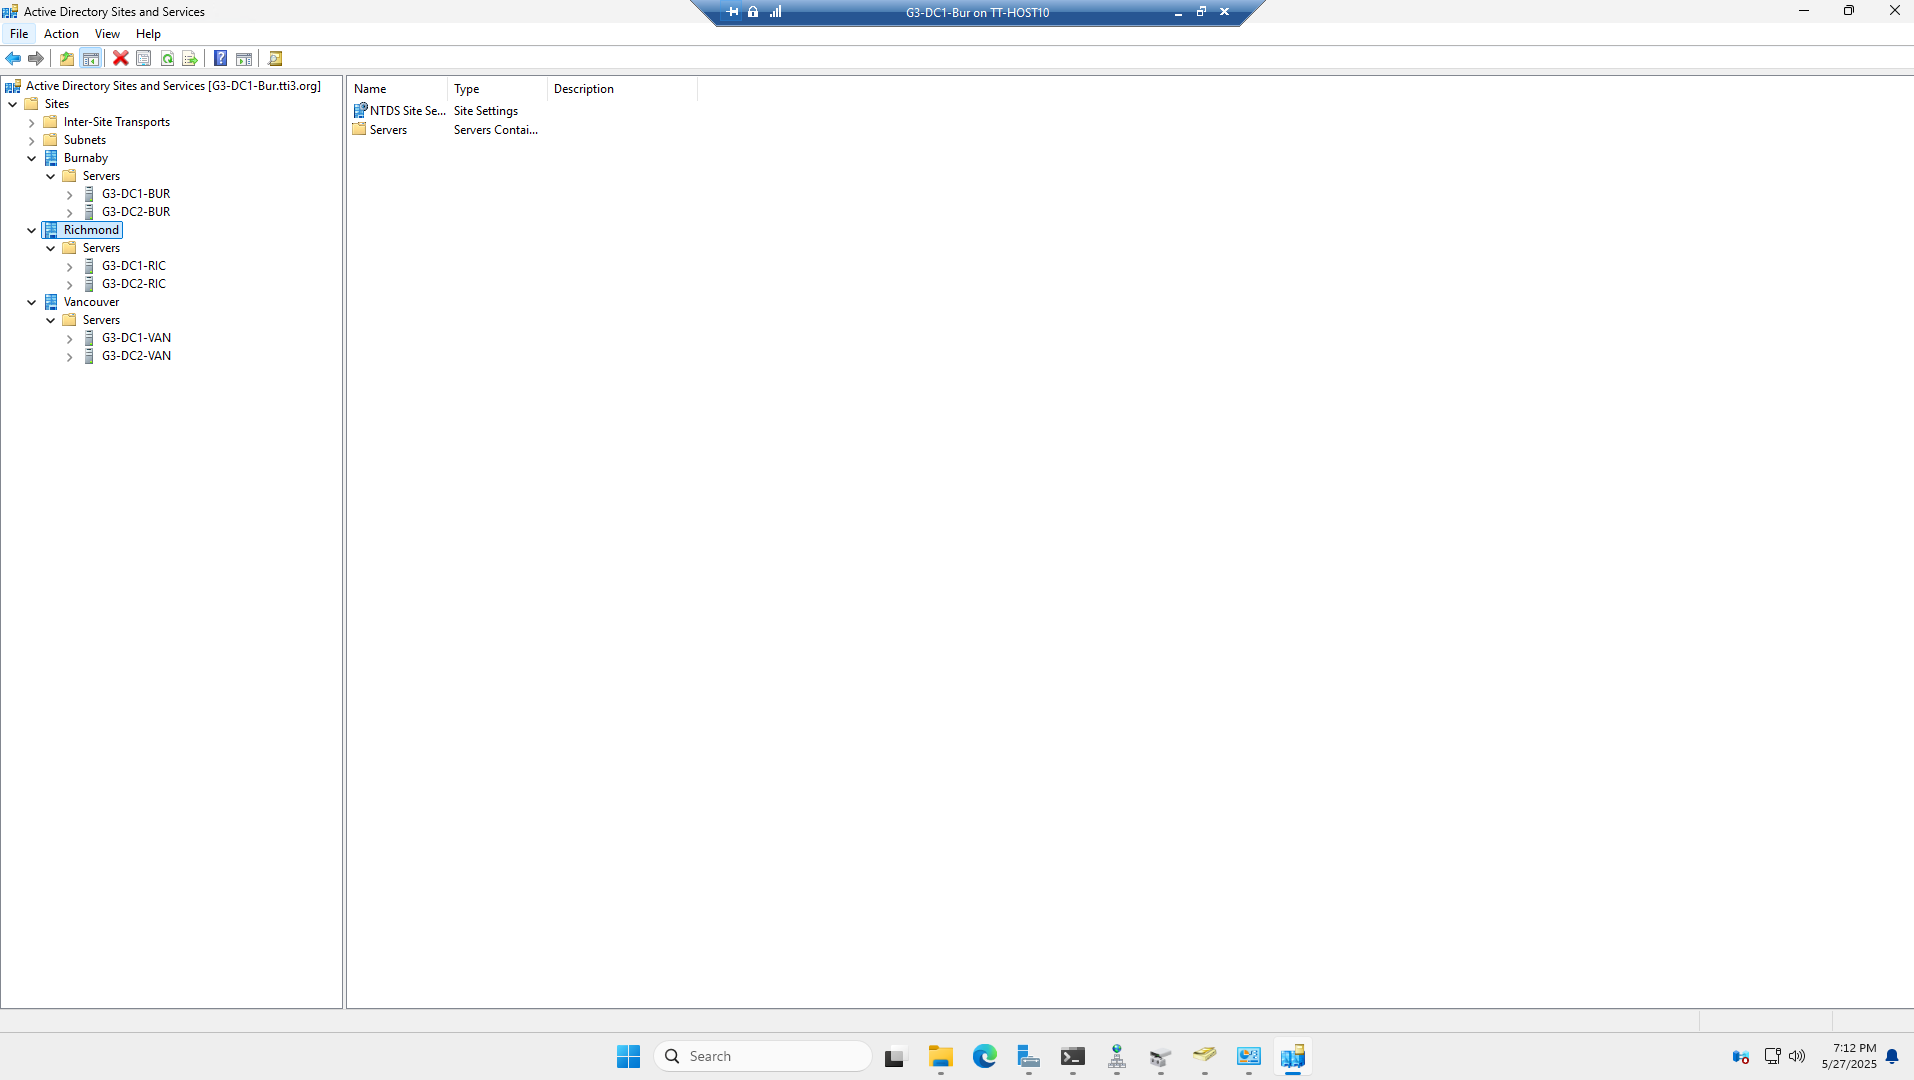 Active Directory Sites and Services
G3-DC1-Bur on TT-HOST10
File Action View Help
Active Directory Sites and Services [G3-DC1-Bur.tti3.org]
Sites
Inter-Site Transports
Subnets
Burnaby
Servers
G3-DC1-BUR
G3-DC2-BUR
Richmond
Servers
G3-DC1-RIC
G3-DC2-RIC
Vancouver
Servers
G3-DC1-VAN
G3-DC2-VAN
Name Type Description
NTDS Site Se... Site Settings
Servers Servers Contai...
Search
7:12 PM
5/27/2025